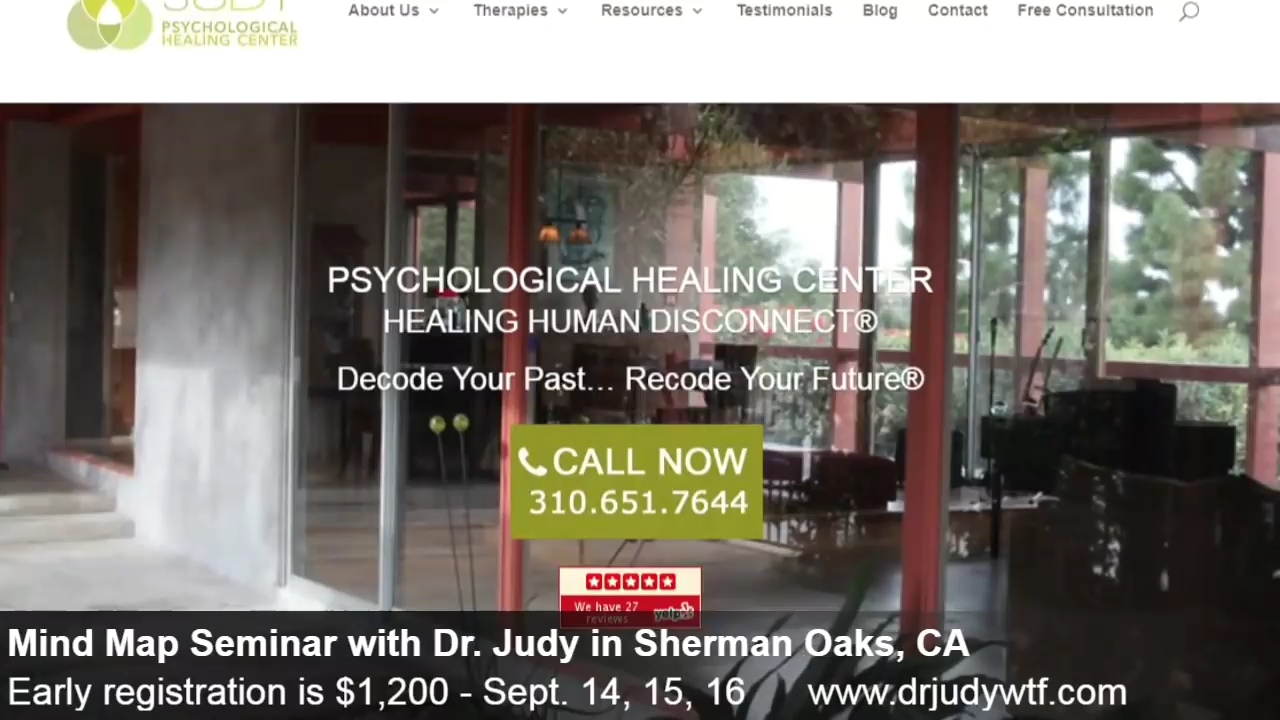 JUDY
PSYCHOLOGICAL
HEALING CENTER
About Us
Therapies
Resources
Testimonials
Blog
Contact
Free Consultation
PSYCHOLOGICAL HEALING CENTER
HEALING HUMAN DISCONNECT®
Decode Your Past... Recode Your Future®
CALL NOW
310.651.7644
We have 27
reviews
yelp
Mind Map Seminar with Dr. Judy in Sherman Oaks, CA
Early registration is $1,200 - Sept. 14, 15, 16 www.drjudywtf.com